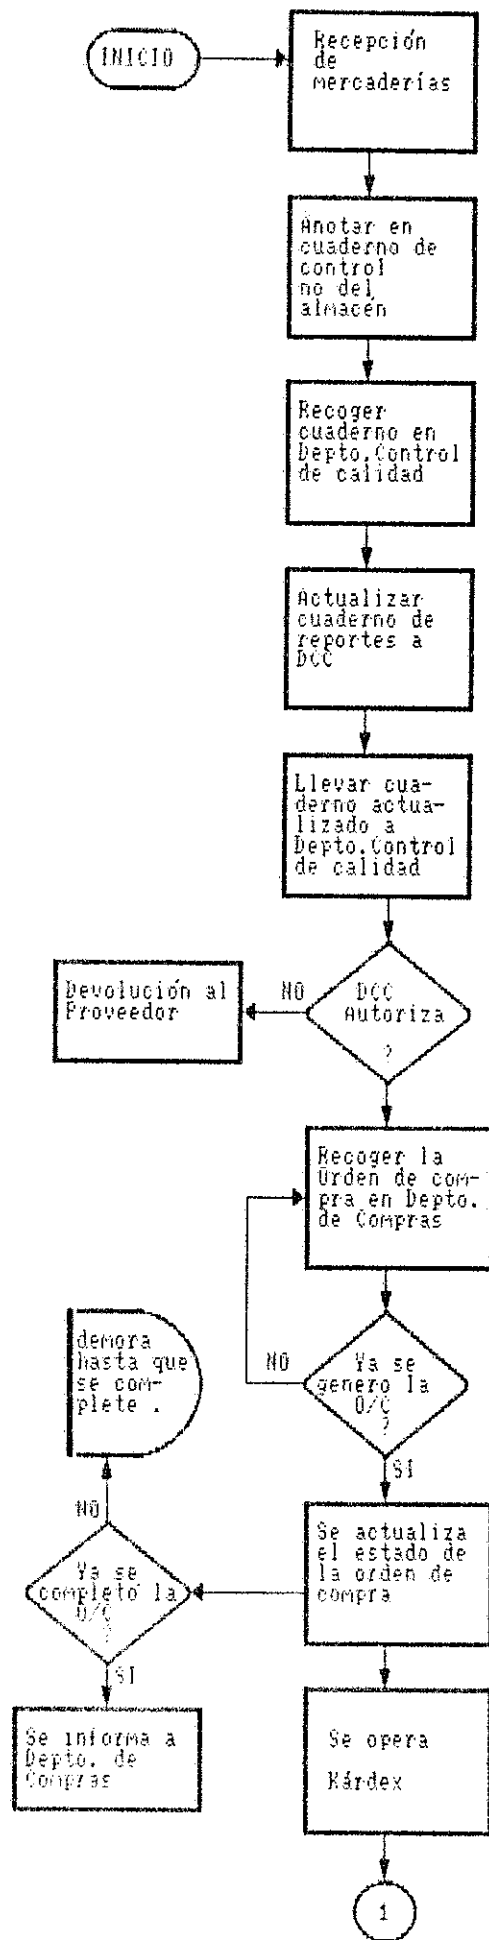 INICIO
Recepción
de
mercaderías
Anotar en
cuaderno de
control
no del
almacén
Recoger
cuaderno en
Depto.Control
de calidad
Actualizar
cuaderno de
reportes a
DCC
Llevar cua-
derno actua-
lizado a
Depto.Control
de calidad
DCC
Autoriza
?
NO
Devolución al
Proveedor
Recoger la
Orden de com-
pra en Depto.
de Compras
Ya se
genero la
O/C
?
NO
SI
demora
hasta que
se com-
plete .
NO
Ya se
completó la
O/C
?
SI
Se actualiza
el estado de
la orden de
compra
Se informa a
Depto. de
Compras
Se opera
Kárdex
1